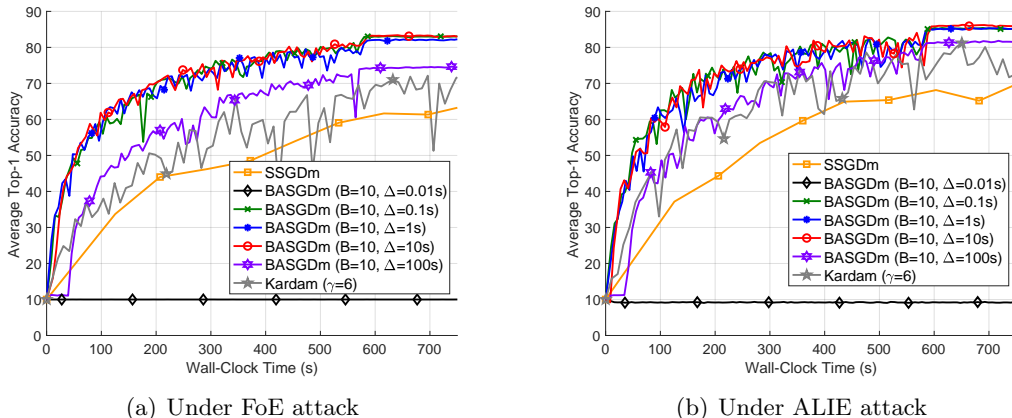 90
80
70
60
50
40
30
20
10
0
Average Top-1 Accuracy
SSGDm
BASGDm (B=10, Δ=0.01s)
BASGDm (B=10, Δ=0.1s)
BASGDm (B=10, Δ=1s)
BASGDm (B=10, Δ=10s)
BASGDm (B=10, Δ=100s)
Kardam (γ=6)
0 100 200 300 400 500 600 700
Wall-Clock Time (s)
(a) Under FoE attack
90
80
70
60
50
40
30
20
10
0
Average Top-1 Accuracy
SSGDm
BASGDm (B=10, Δ=0.01s)
BASGDm (B=10, Δ=0.1s)
BASGDm (B=10, Δ=1s)
BASGDm (B=10, Δ=10s)
BASGDm (B=10, Δ=100s)
Kardam (γ=6)
0 100 200 300 400 500 600 700
Wall-Clock Time (s)
(b) Under ALIE attack